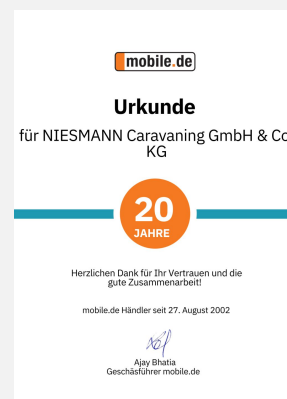 mobile.de
Urkunde
für NIESMANN Caravaning GmbH & Co
KG
20
JAHRE
Herzlichen Dank für Ihr Vertrauen und die
gute Zusammenarbeit!
mobile.de Händler seit 27. August 2002
Ajay Bhatia
Geschäsführer mobile.de